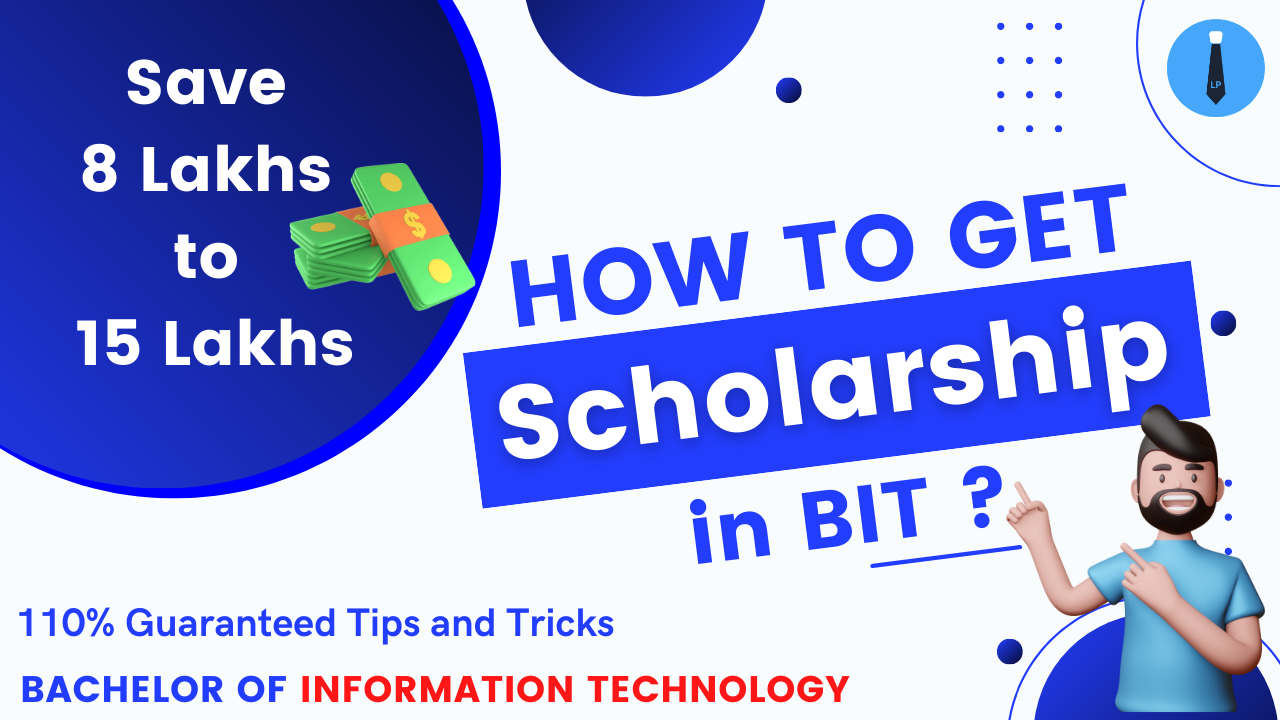 Save
8 Lakhs
to
15 Lakhs
LP
HOW TO GET
Scholarship
in BIT ?
110% Guaranteed Tips and Tricks
BACHELOR OF INFORMATION TECHNOLOGY